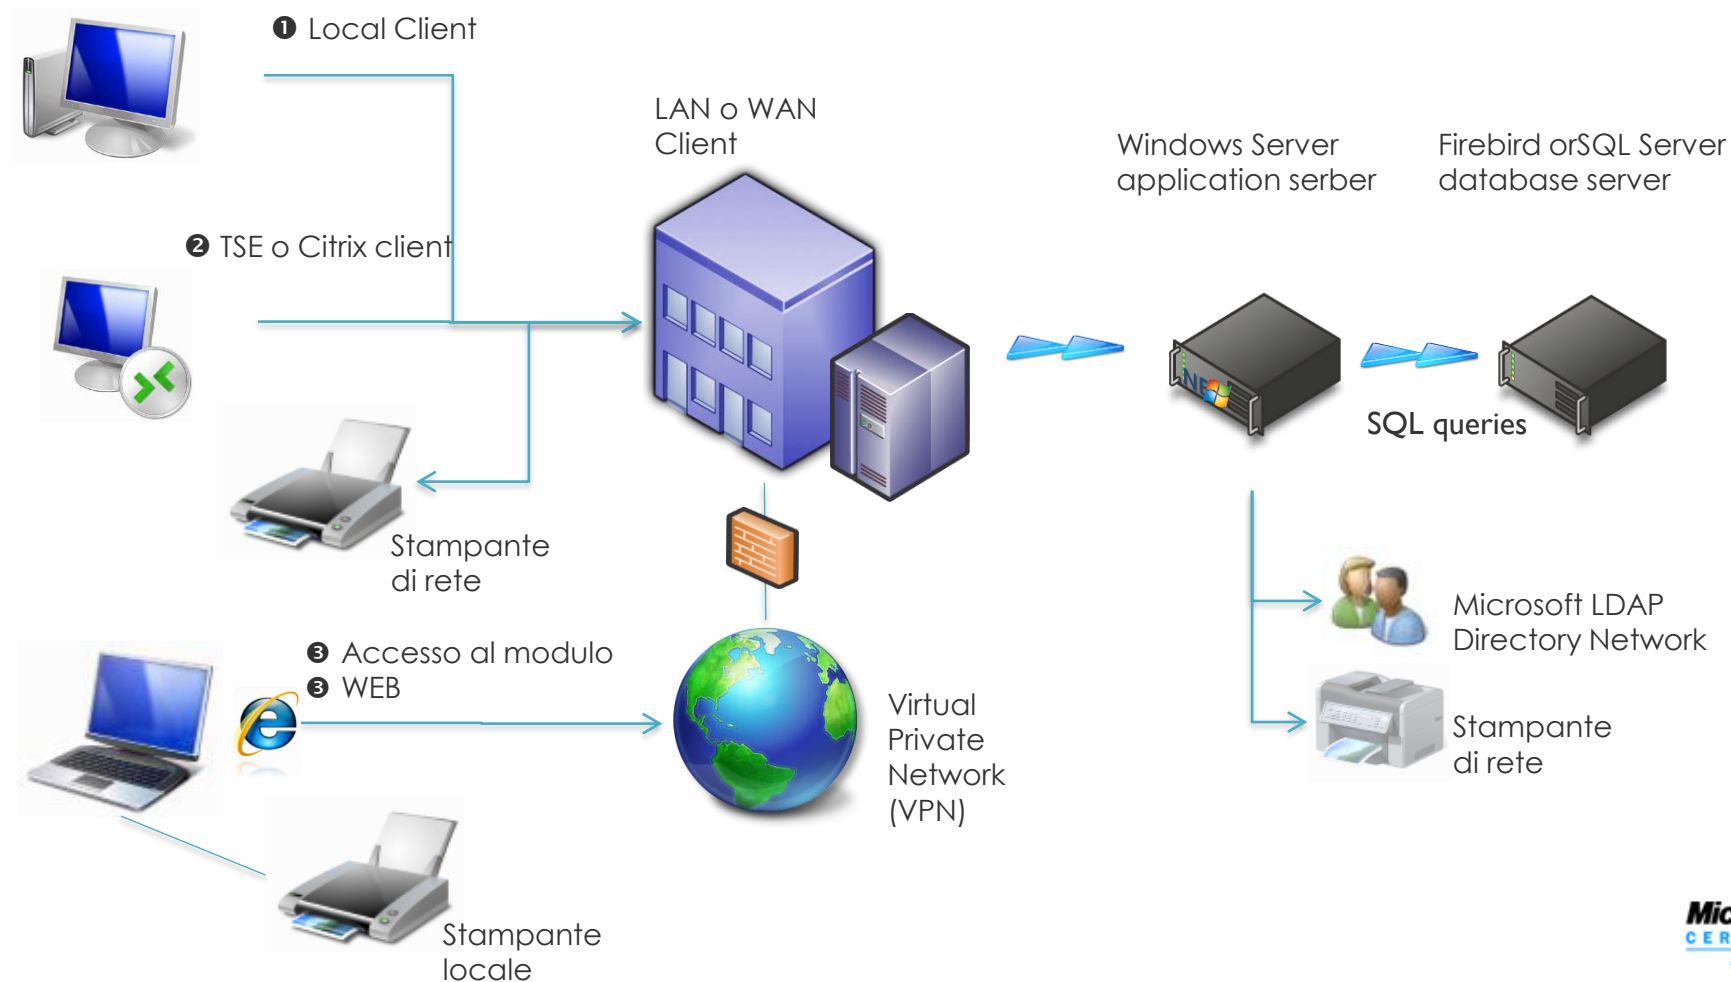 ❶ Local Client
LAN o WAN
Client
Windows Server
application serber
Firebird orSQL Server
database server
❷ TSE o Citrix client
SQL queries
Stampante
di rete
❸ Accesso al modulo
❸ WEB
Virtual
Private
Network
(VPN)
Microsoft LDAP
Directory Network
Stampante
di rete
Stampante
locale
Mic
CER